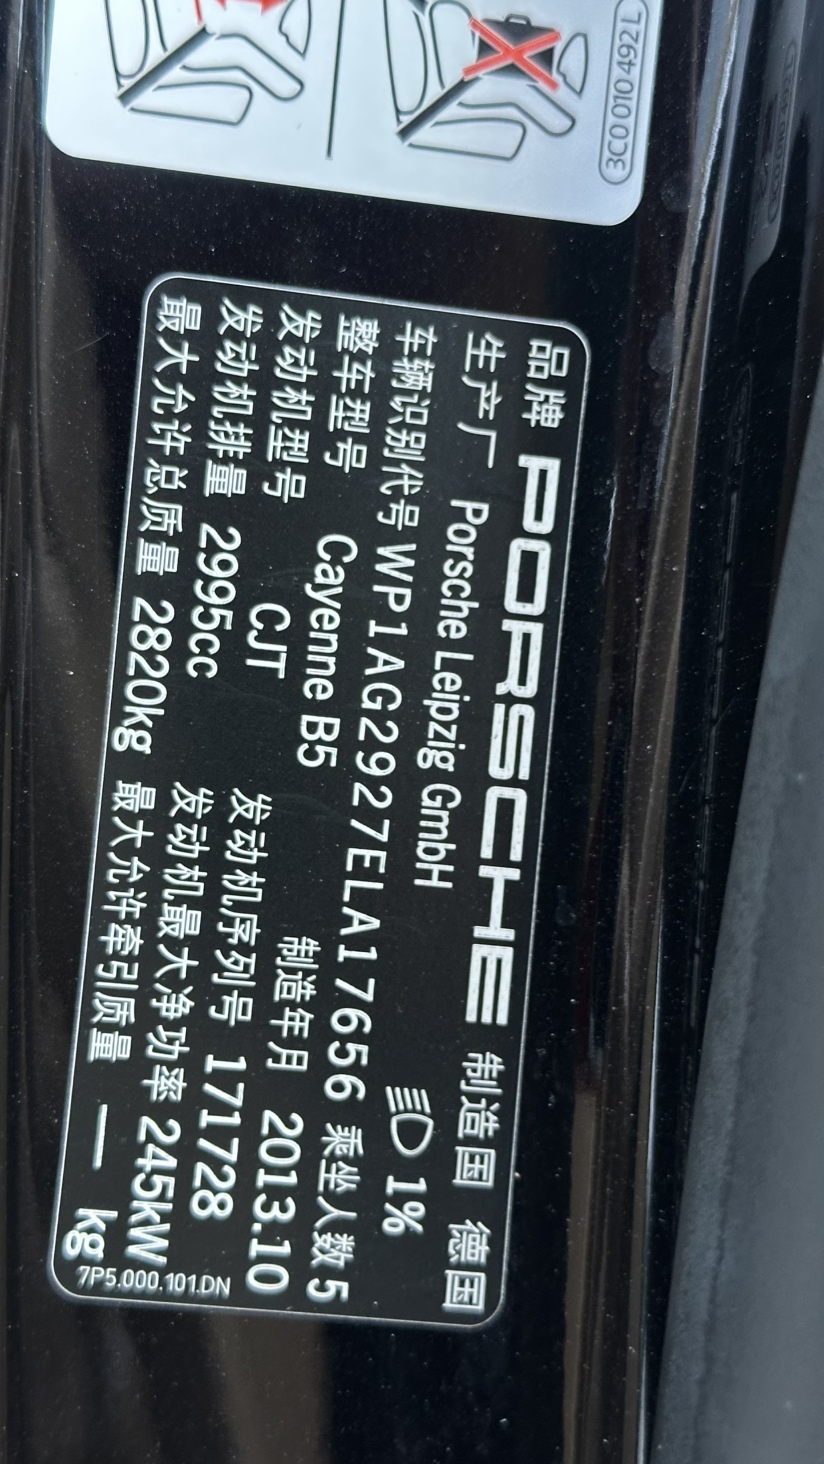 3C0 010 492 L
品牌 PORSCHE 制造国 德国
生产厂 Porsche Leipzig GmbH 1%
车辆识别代号 WP1AG2927ELA17656 乘坐人数 5
整车型号 Cayenne B5 制造年月 2013.10
发动机型号 CJT 发动机序列号 171728
发动机排量 2995cc 发动机最大净功率 245kW
最大允许总质量 2820kg 最大允许牵引质量 — kg
7P5.000.101.DN